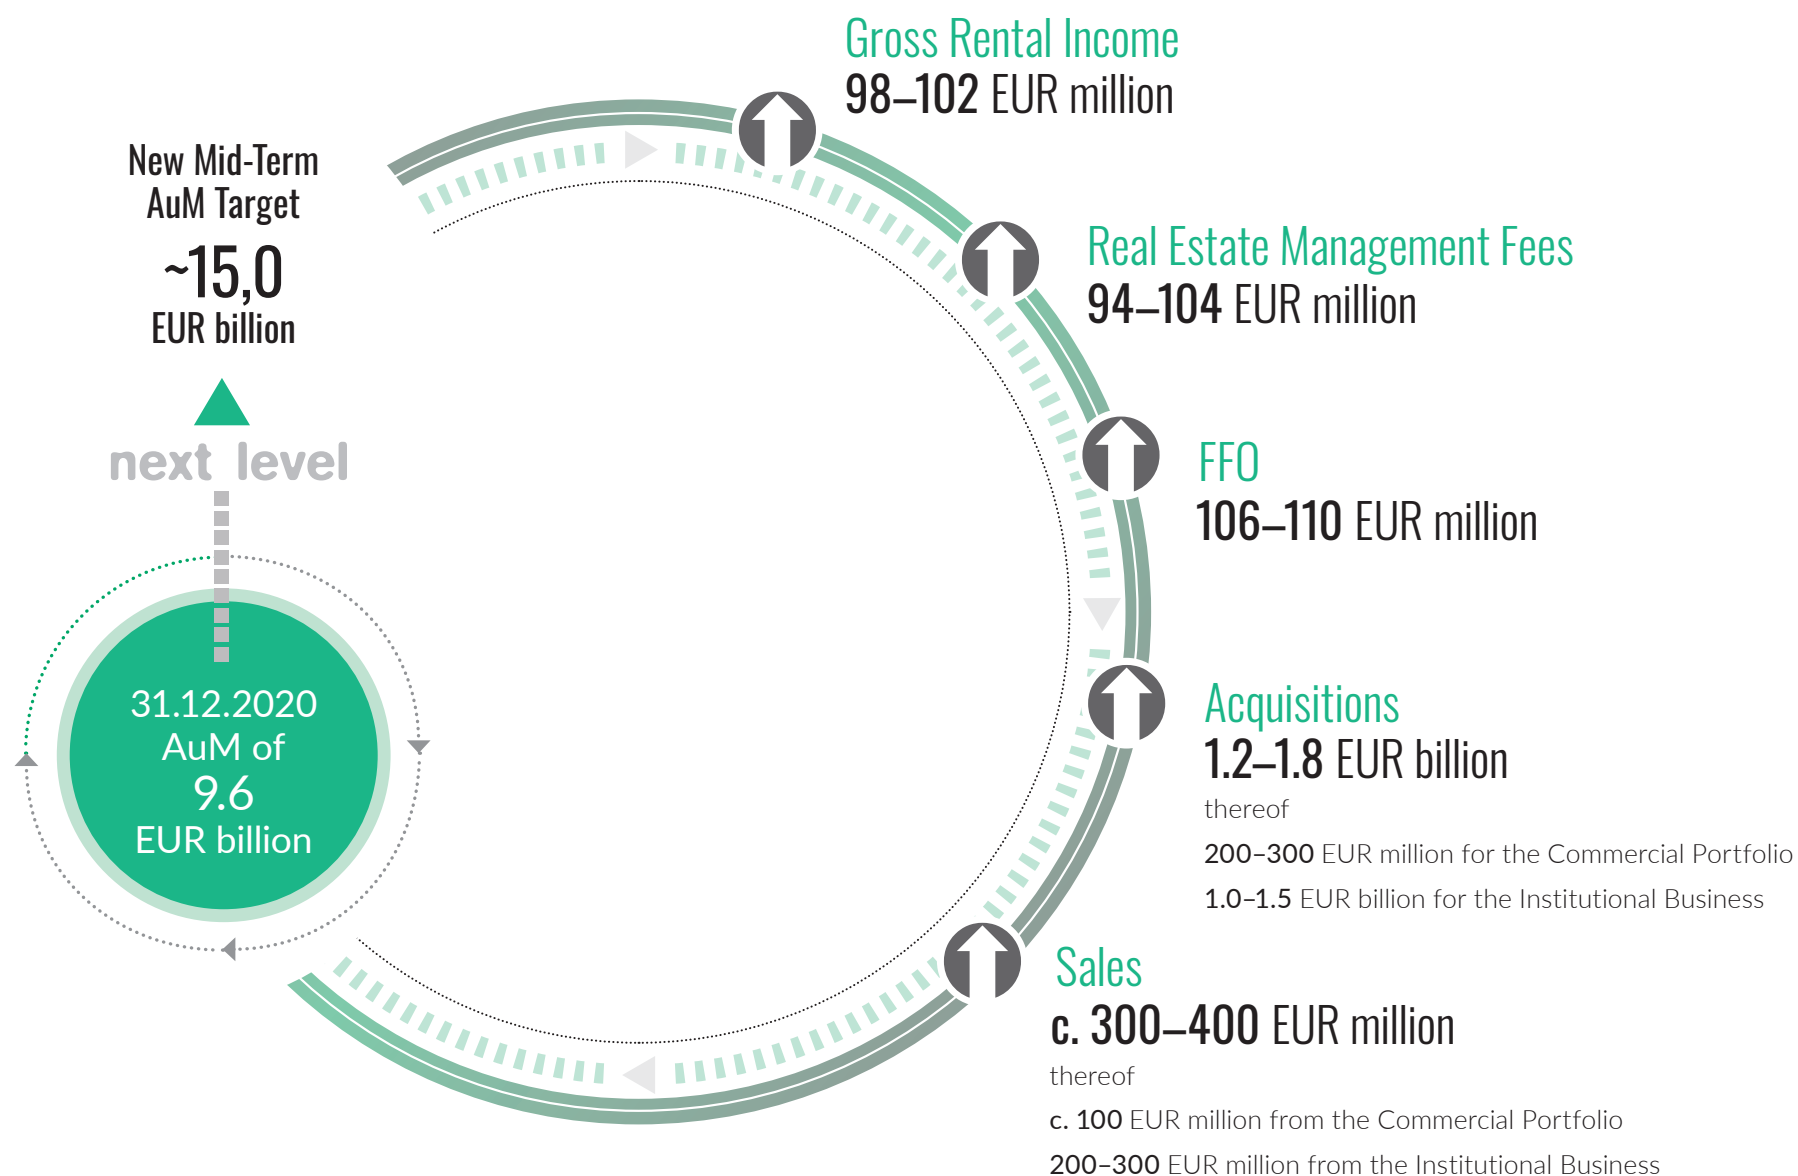 New Mid-Term
AuM Target
~15,0
EUR billion
next level
31.12.2020
AuM of
9.6
EUR billion
Gross Rental Income
98–102 EUR million
Real Estate Management Fees
94–104 EUR million
FFO
106–110 EUR million
Acquisitions
1.2–1.8 EUR billion
thereof
200–300 EUR million for the Commercial Portfolio
1.0–1.5 EUR billion for the Institutional Business
Sales
c. 300–400 EUR million
thereof
c. 100 EUR million from the Commercial Portfolio
200–300 EUR million from the Institutional Business